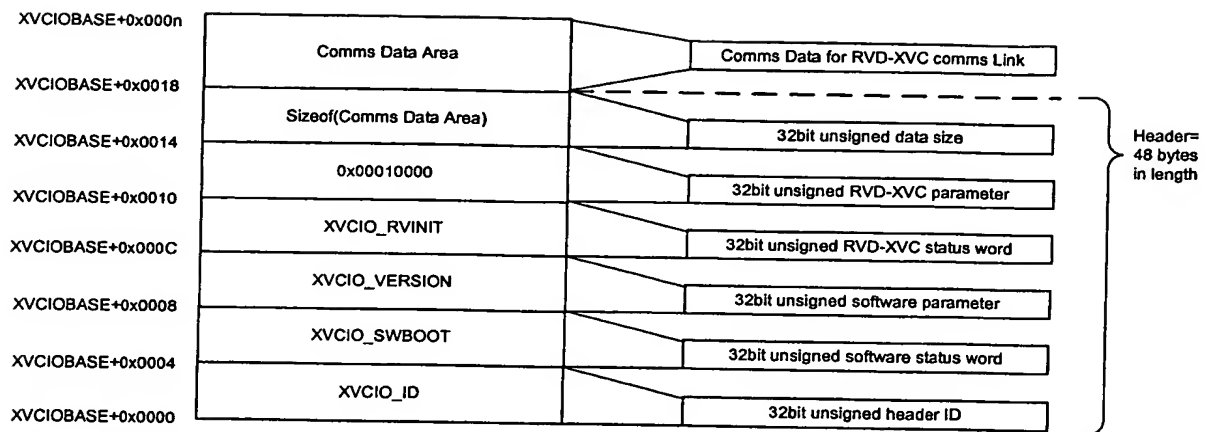 XVCIOBASE+0x000n
Comms Data Area
Comms Data for RVD-XVC comms Link
XVCIOBASE+0x0018
Sizeof(Comms Data Area)
32bit unsigned data size
XVCIOBASE+0x0014
0x00010000
32bit unsigned RVD-XVC parameter
XVCIOBASE+0x0010
XVCIO_RVINIT
32bit unsigned RVD-XVC status word
XVCIOBASE+0x000C
XVCIO_VERSION
32bit unsigned software parameter
XVCIOBASE+0x0008
XVCIO_SWBOOT
32bit unsigned software status word
XVCIOBASE+0x0004
XVCIO_ID
32bit unsigned header ID
XVCIOBASE+0x0000
Header=
48 bytes
in length